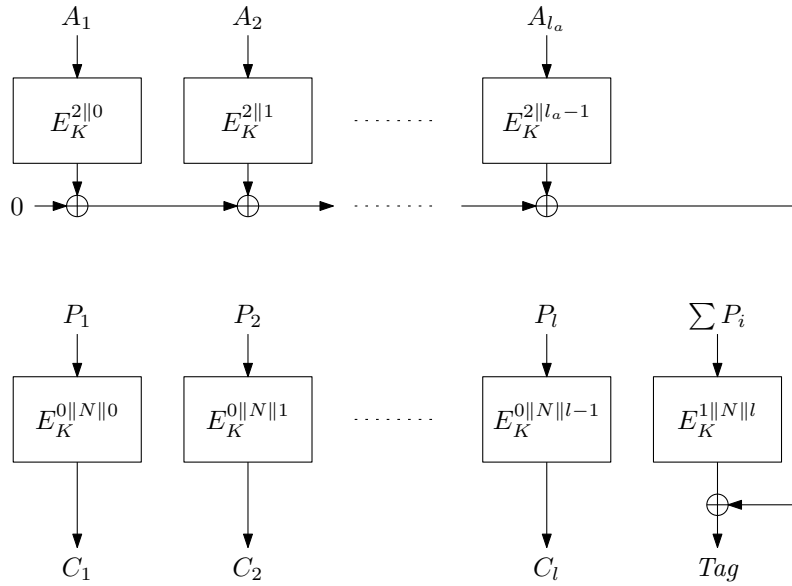 A_1 A_2 A_{l_a}
E_K^{2‖0} E_K^{2‖1} ........ E_K^{2‖l_a−1}
0 ⊕ ⊕ ........ ⊕
P_1 P_2 P_l ∑ P_i
E_K^{0‖N‖0} E_K^{0‖N‖1} ........ E_K^{0‖N‖l−1} E_K^{1‖N‖l}
⊕
C_1 C_2 C_l Tag